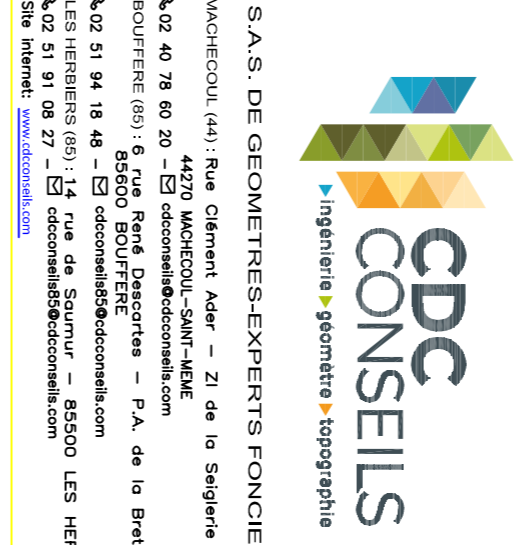 CDC
CONSEILS
ingénierie géomètre topographie
S.A.S. DE GEOMETRES-EXPERTS FONCIE
MACHECOUL (44) : Rue Clément Ader – ZI de la Seiglerie
44270 MACHECOUL-SAINT-MEME
02 40 78 60 20 – cdcconseils@cdcconseils.com
BOUFFERE (85) : 6 rue René Descartes – P.A. de la Bret
85600 BOUFFERE
02 51 94 18 48 – cdcconseils85@cdcconseils.com
LES HERBIERS (85) : 14 rue de Saumur – 85500 LES HER
02 51 91 08 27 – cdcconseils85@cdcconseils.com
Site internet: www.cdcconseils.com